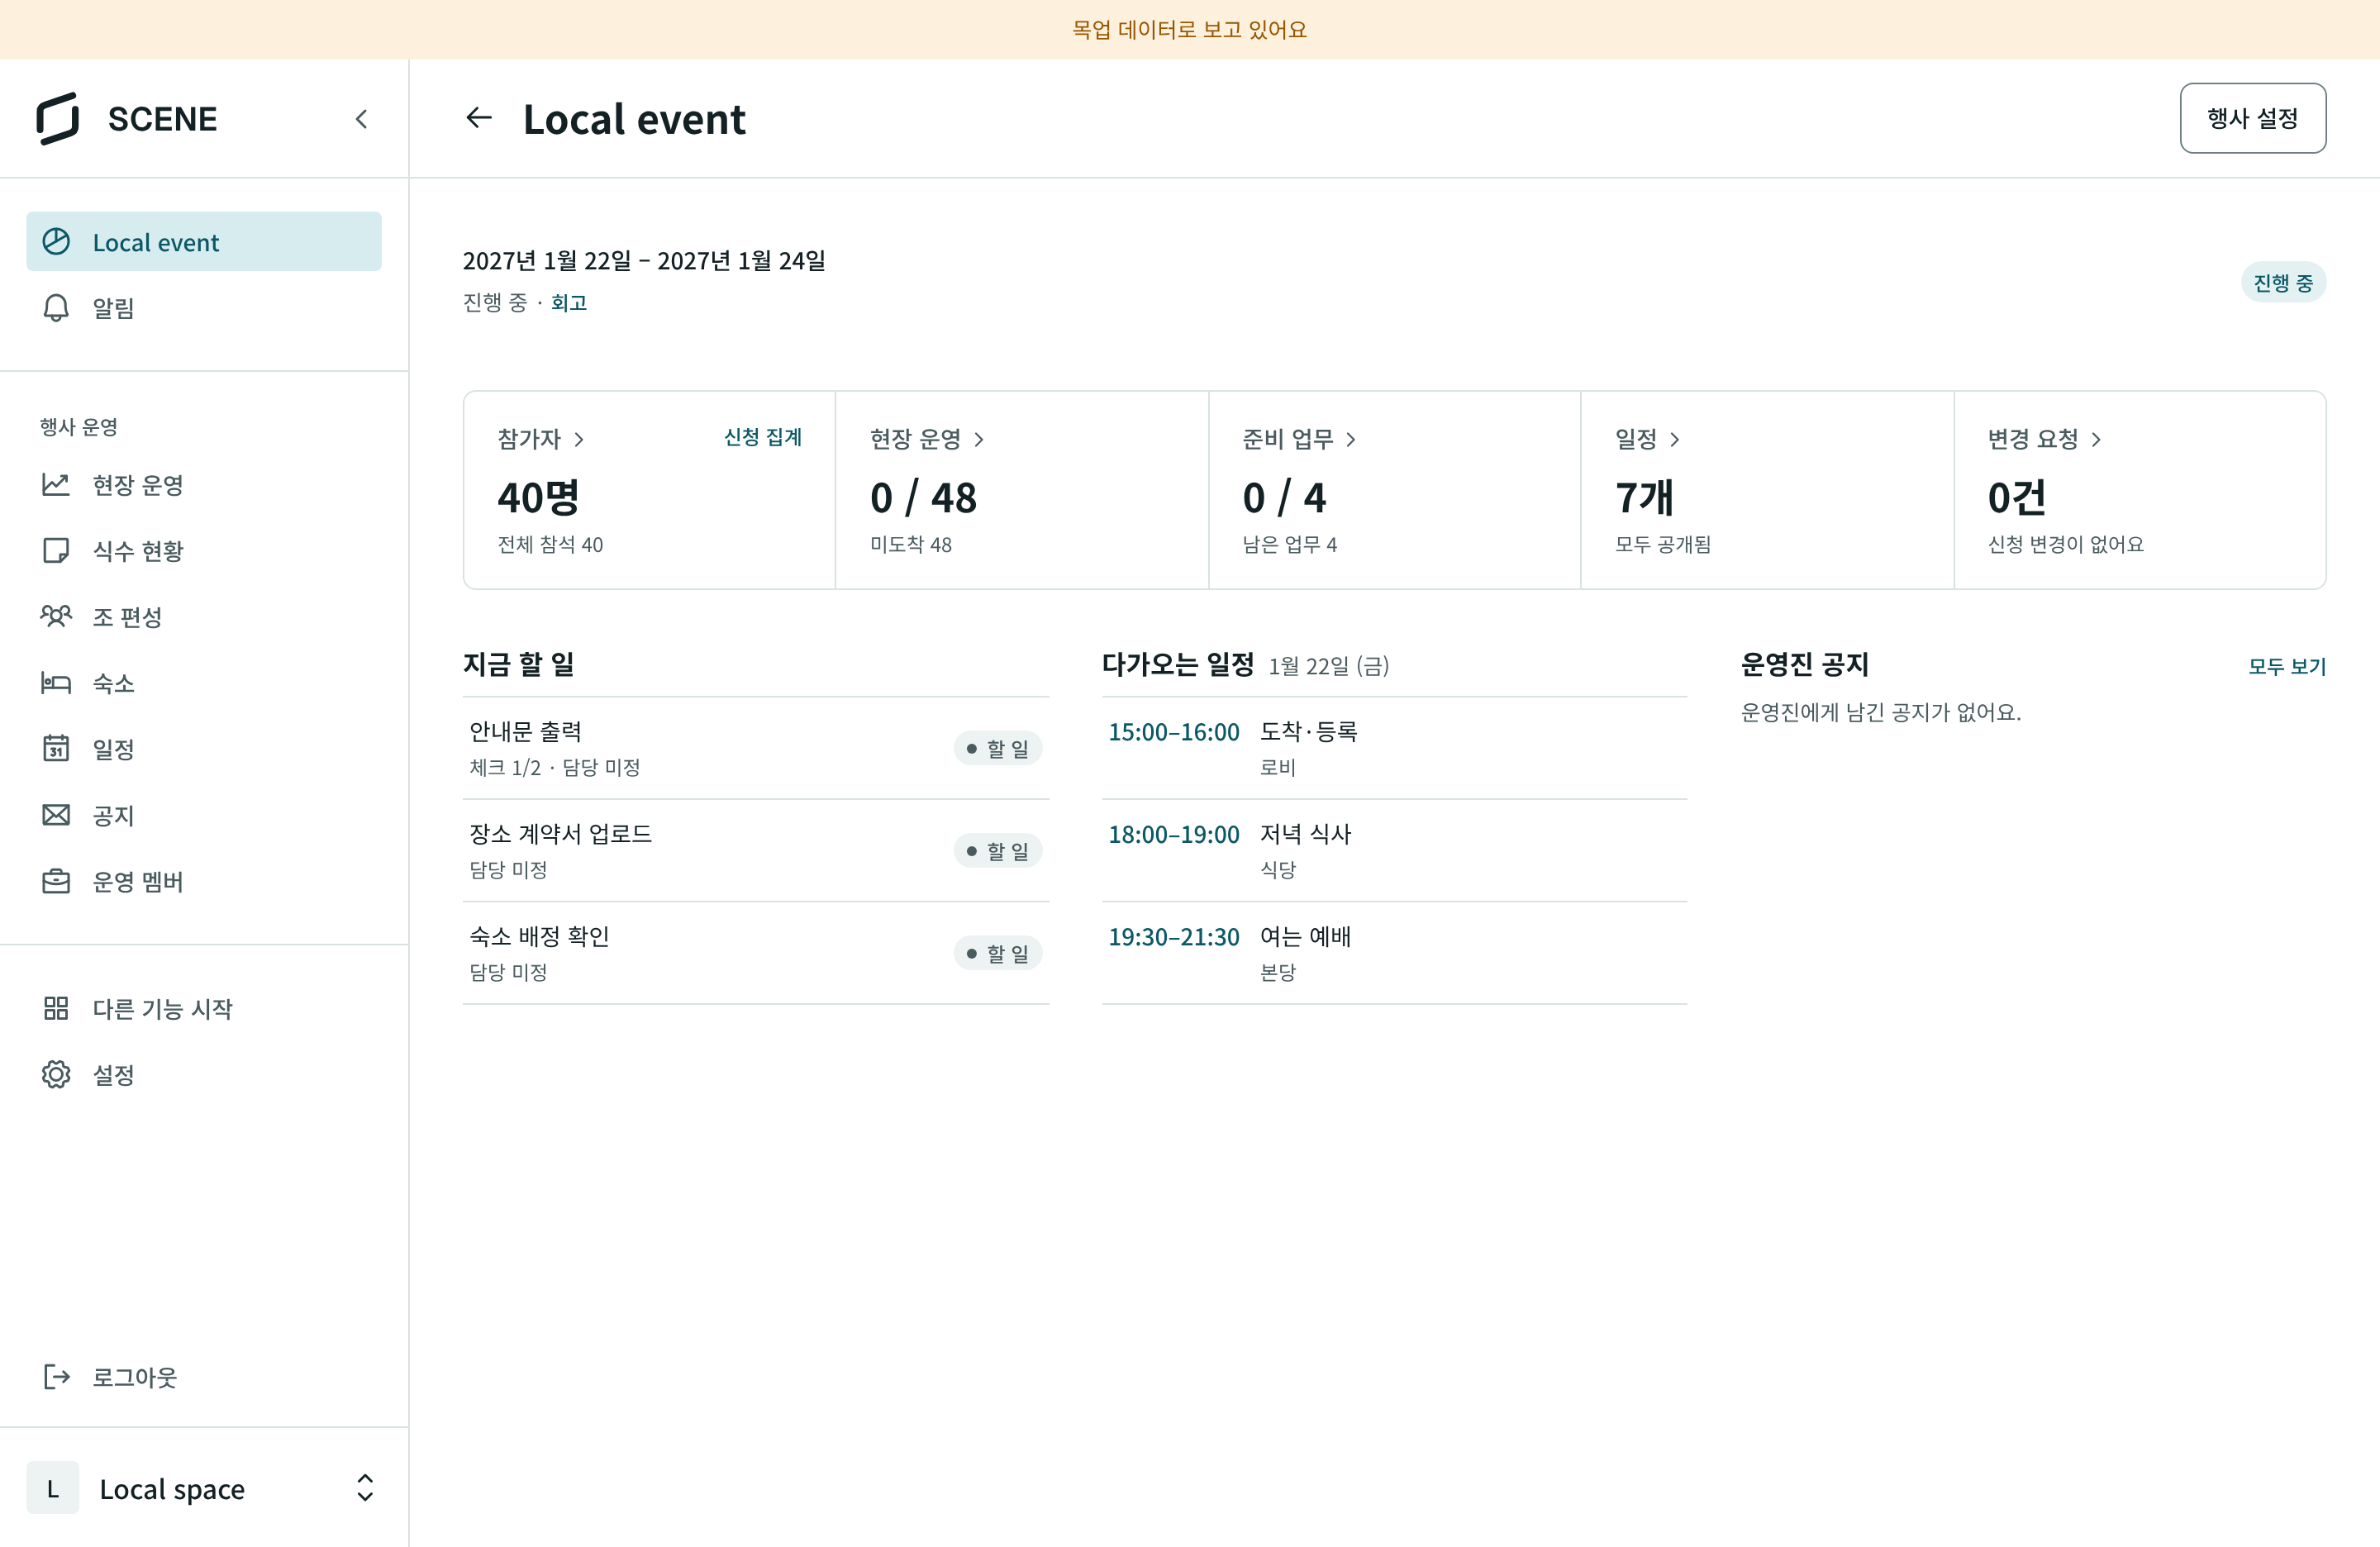 목업 데이터로 보고 있어요
SCENE
Local event
행사 설정
Local event
알림
행사 운영
현장 운영
식수 현황
조 편성
숙소
31
일정
공지
운영 멤버
다른 기능 시작
설정
로그아웃
L
Local space
2027년 1월 22일 – 2027년 1월 24일
진행 중 · 회고
진행 중
참가자
신청 집계
40명
전체 참석 40
현장 운영
0 / 48
미도착 48
준비 업무
0 / 4
남은 업무 4
일정
7개
모두 공개됨
변경 요청
0건
신청 변경이 없어요
지금 할 일
안내문 출력
체크 1/2 · 담당 미정
할 일
장소 계약서 업로드
담당 미정
할 일
숙소 배정 확인
담당 미정
할 일
다가오는 일정 1월 22일 (금)
15:00–16:00 도착·등록
로비
18:00–19:00 저녁 식사
식당
19:30–21:30 여는 예배
본당
운영진 공지
모두 보기
운영진에게 남긴 공지가 없어요.